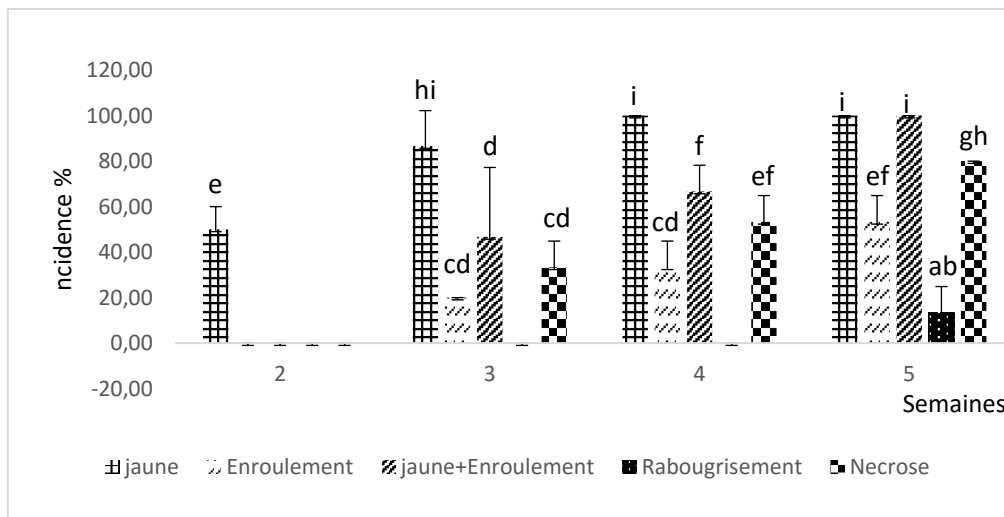 120,00
100,00
80,00
60,00
40,00
20,00
0,00
-20,00
ncidence %
e
hi
cd
d
cd
i
cd
f
ef
i
ef
i
ab
gh
2 3 4 5
Semaines
jaune Enroulement jaune+Enroulement Rabougrisement Necrose